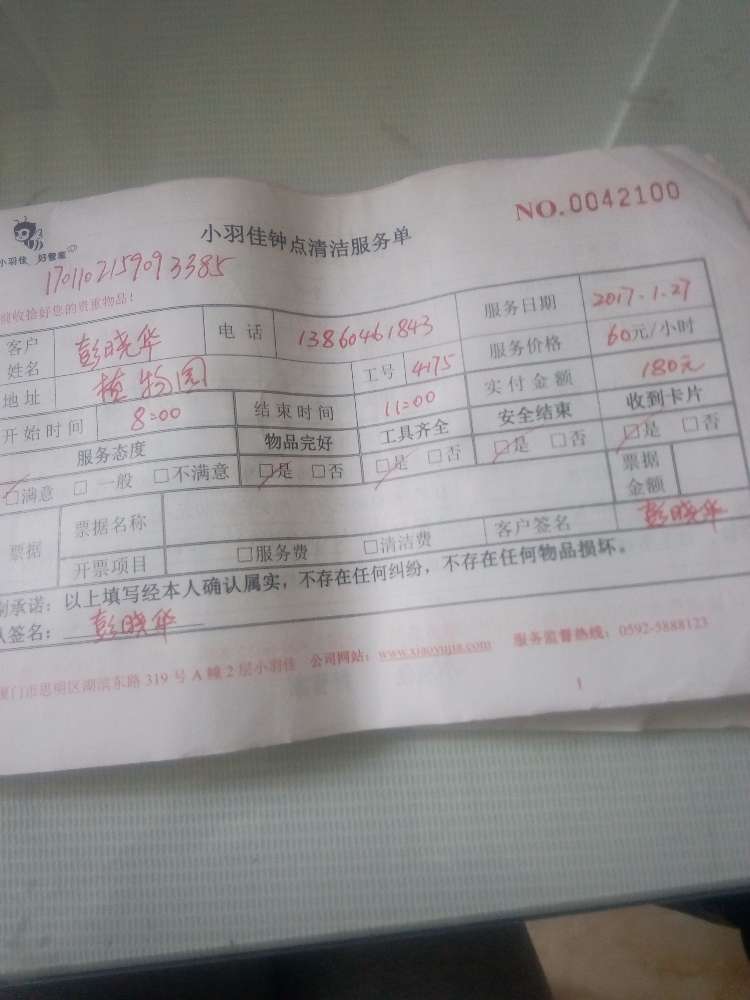 NO.0042100
小羽佳 好管家
小羽佳钟点清洁服务单
1701102159093385
收拾好您的贵重物品!
客户姓名 彭晓华 电话 13860461843 服务日期 2017.1.27
地址 植物园 工号 4175 服务价格 60元/小时
开始时间 8:00 结束时间 11:00 实付金额 180元
服务态度 物品完好 工具齐全 安全结束 收到卡片
☑满意 □一般 □不满意 ☑是 □否 ☑是 □否 ☑是 □否 ☑是 □否
票据 票据名称 票据金额
开票项目 □服务费 □清洁费 客户签名 彭晓华
承诺:以上填写经本人确认属实,不存在任何纠纷,不存在任何物品损坏。
签名: 彭晓华
厦门市思明区湖滨东路319号A幢2层小羽佳 公司网站:www.xiaoyujia.com 服务监督热线:0592-5888123
1